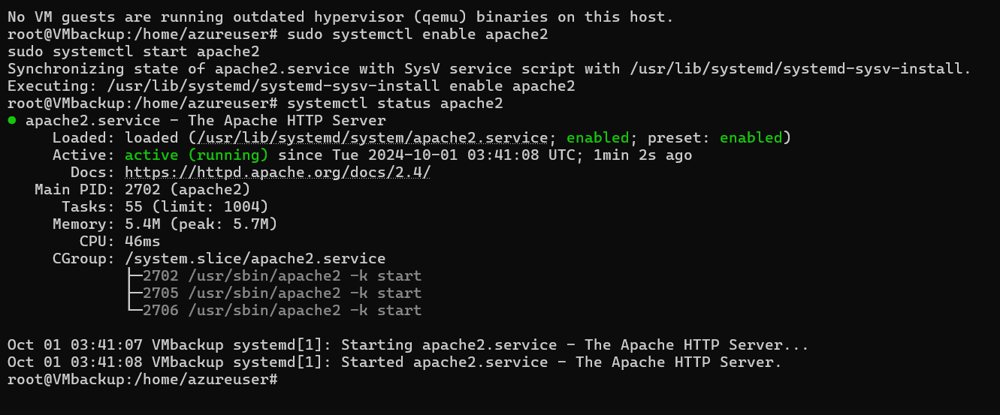 No VM guests are running outdated hypervisor (qemu) binaries on this host.
root@VMbackup:/home/azureuser# sudo systemctl enable apache2
sudo systemctl start apache2
Synchronizing state of apache2.service with SysV service script with /usr/lib/systemd/systemd-sysv-install.
Executing: /usr/lib/systemd/systemd-sysv-install enable apache2
root@VMbackup:/home/azureuser# systemctl status apache2
● apache2.service - The Apache HTTP Server
     Loaded: loaded (/usr/lib/systemd/system/apache2.service; enabled; preset: enabled)
     Active: active (running) since Tue 2024-10-01 03:41:08 UTC; 1min 2s ago
       Docs: https://httpd.apache.org/docs/2.4/
   Main PID: 2702 (apache2)
      Tasks: 55 (limit: 1004)
     Memory: 5.4M (peak: 5.7M)
        CPU: 46ms
     CGroup: /system.slice/apache2.service
             ├─2702 /usr/sbin/apache2 -k start
             ├─2705 /usr/sbin/apache2 -k start
             └─2706 /usr/sbin/apache2 -k start
Oct 01 03:41:07 VMbackup systemd[1]: Starting apache2.service - The Apache HTTP Server...
Oct 01 03:41:08 VMbackup systemd[1]: Started apache2.service - The Apache HTTP Server.
root@VMbackup:/home/azureuser#